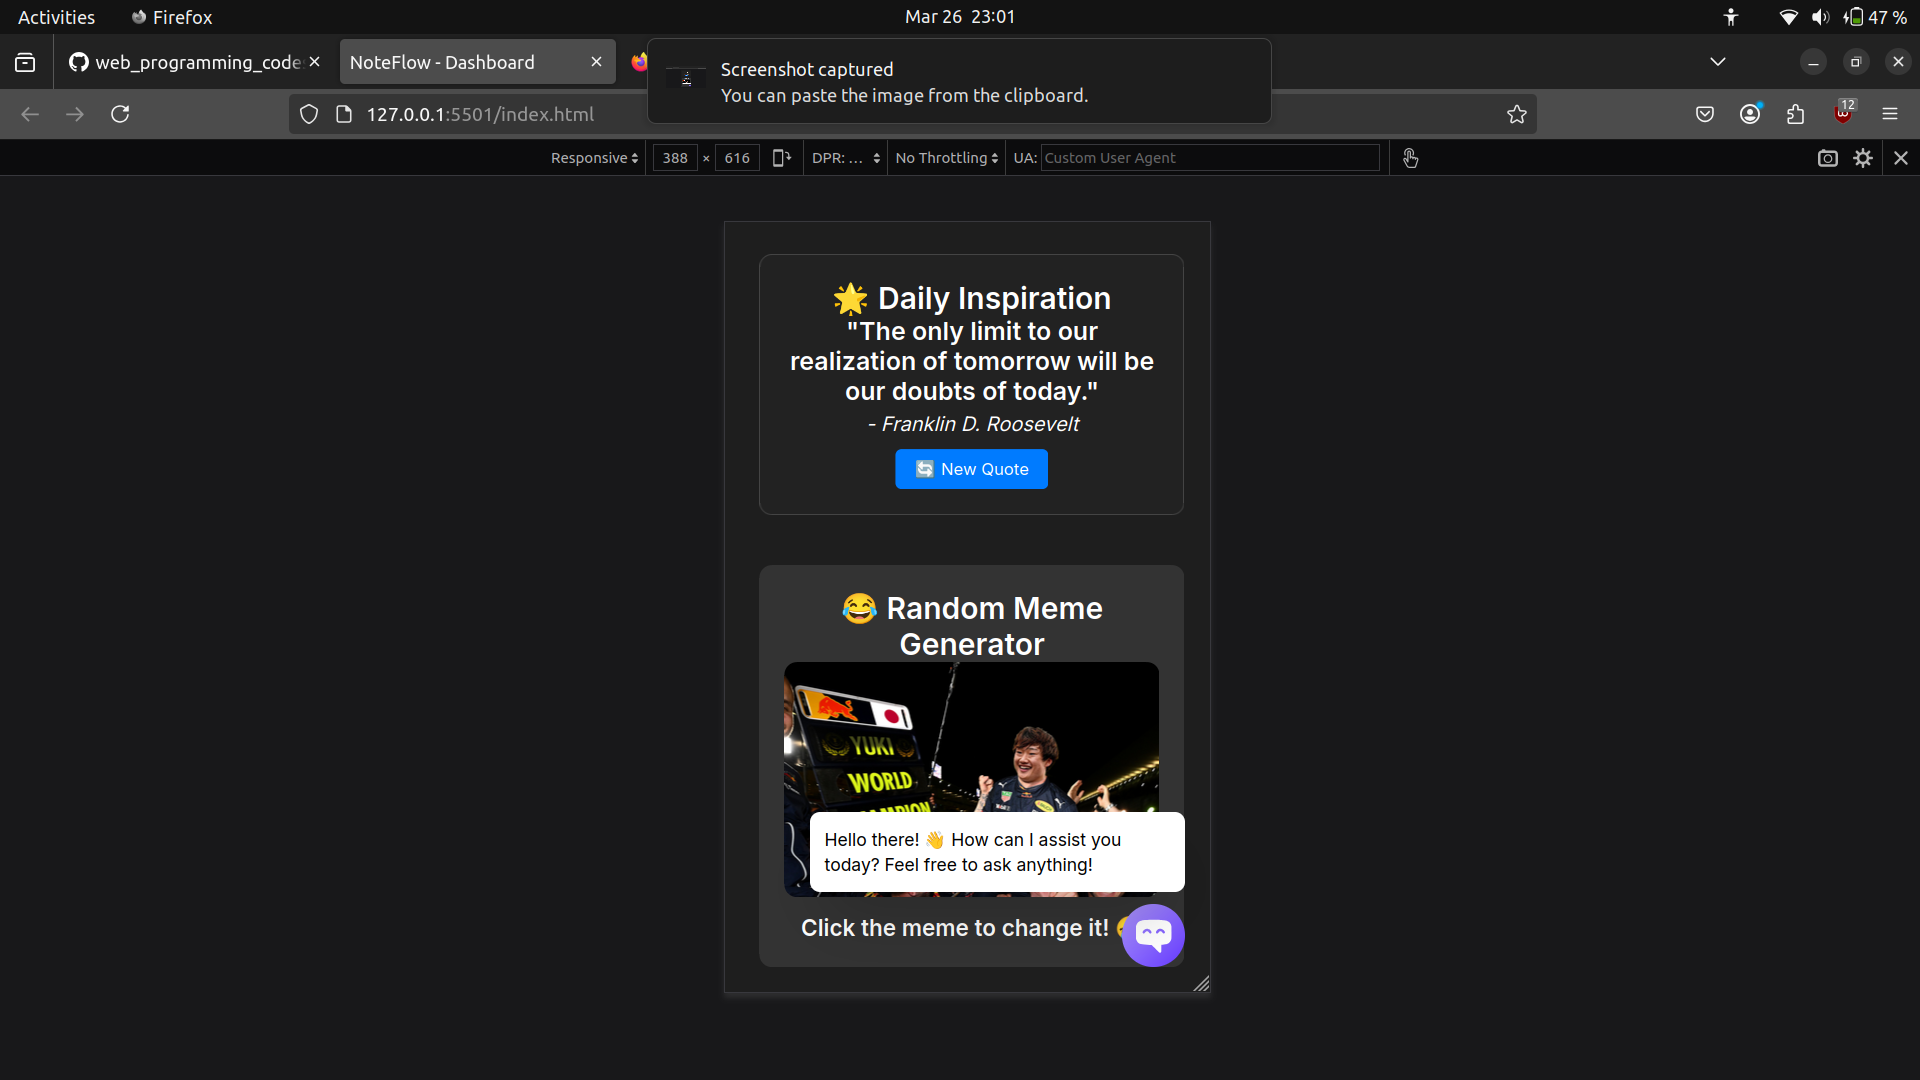 Activities
Firefox
Mar 26 23:01
47 %
web_programming_code
NoteFlow - Dashboard
Screenshot captured
You can paste the image from the clipboard.
127.0.0.1:5501/index.html
12
Responsive
388 × 616
DPR: ...
No Throttling
UA: Custom User Agent
🌟 Daily Inspiration
"The only limit to our
realization of tomorrow will be
our doubts of today."
- Franklin D. Roosevelt
🔄 New Quote
😂 Random Meme
Generator
YUKI
WORLD
CHAMPION
Hello there! 👋 How can I assist you
today? Feel free to ask anything!
Click the meme to change it!